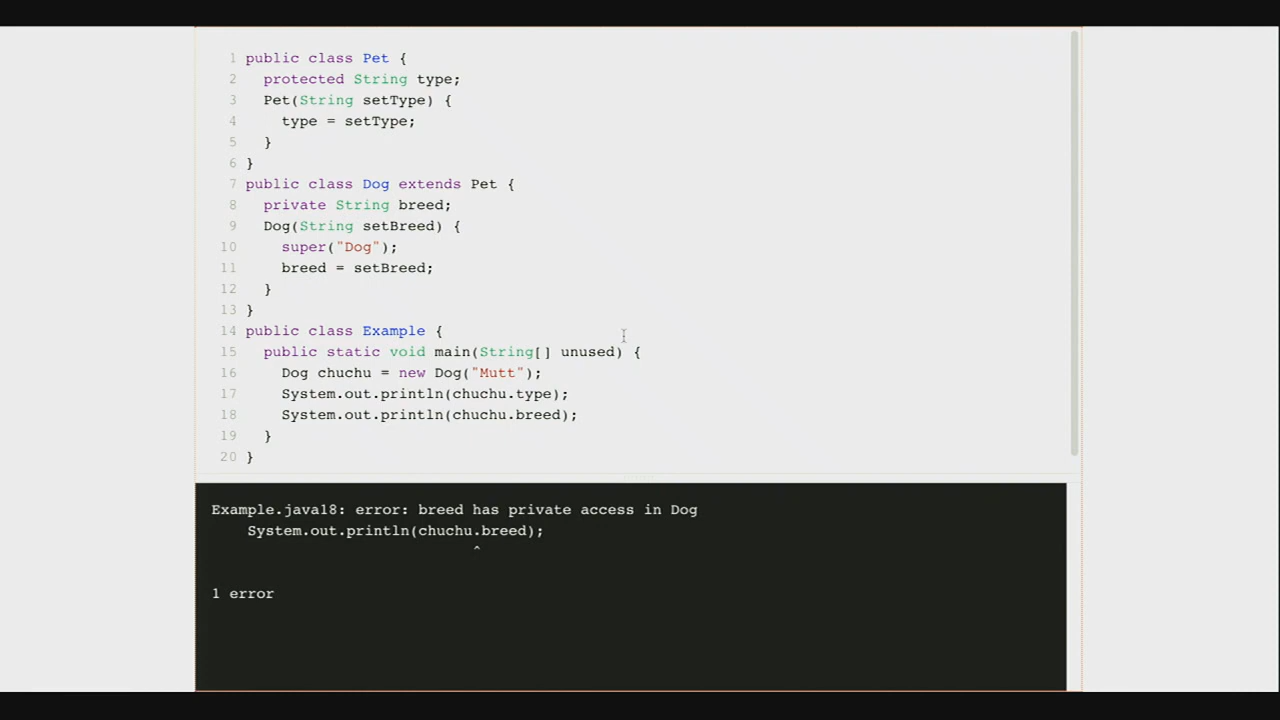 1 public class Pet {
2   protected String type;
3   Pet(String setType) {
4     type = setType;
5   }
6 }
7 public class Dog extends Pet {
8   private String breed;
9   Dog(String setBreed) {
10     super("Dog");
11     breed = setBreed;
12   }
13 }
14 public class Example {
15   public static void main(String[] unused) {
16     Dog chuchu = new Dog("Mutt");
17     System.out.println(chuchu.type);
18     System.out.println(chuchu.breed);
19   }
20 }
Example.java18: error: breed has private access in Dog
    System.out.println(chuchu.breed);
                             ^
1 error